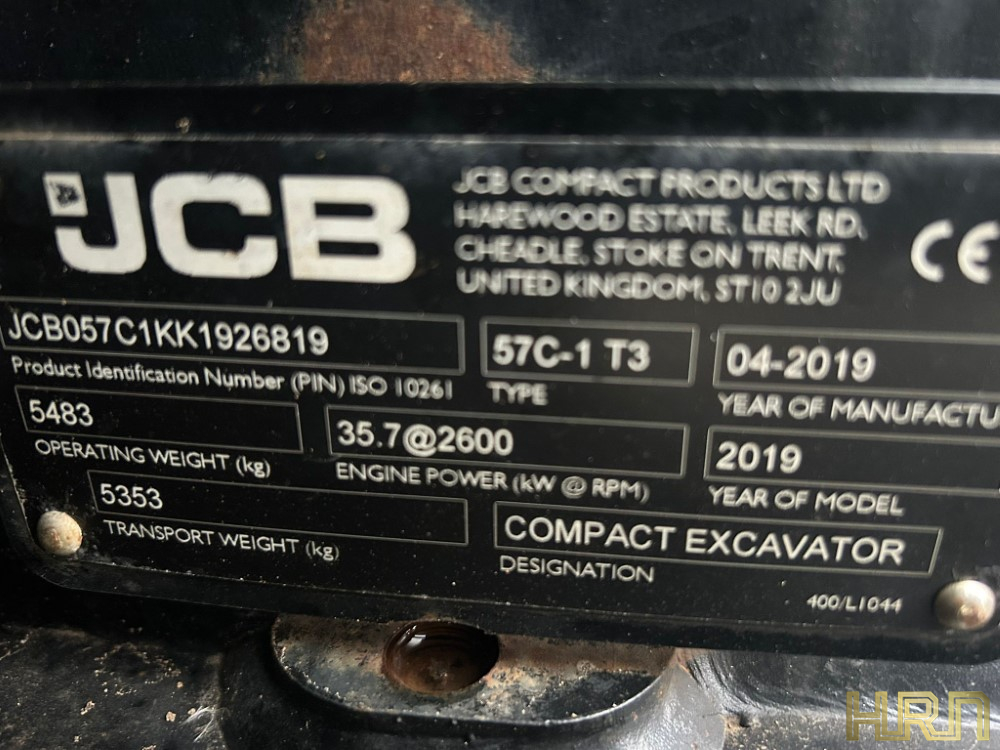 JCB
JCB COMPACT PRODUCTS LTD
HAREWOOD ESTATE, LEEK RD,
CHEADLE, STOKE ON TRENT,
UNITED KINGDOM, ST10 2JU
CE
JCB057C1KK1926819
Product Identification Number (PIN) ISO 10261
57C-1 T3
TYPE
04-2019
YEAR OF MANUFACTU
5483
OPERATING WEIGHT (kg)
35.7@2600
ENGINE POWER (kW @ RPM)
2019
YEAR OF MODEL
5353
TRANSPORT WEIGHT (kg)
COMPACT EXCAVATOR
DESIGNATION
400/L1044
HRN